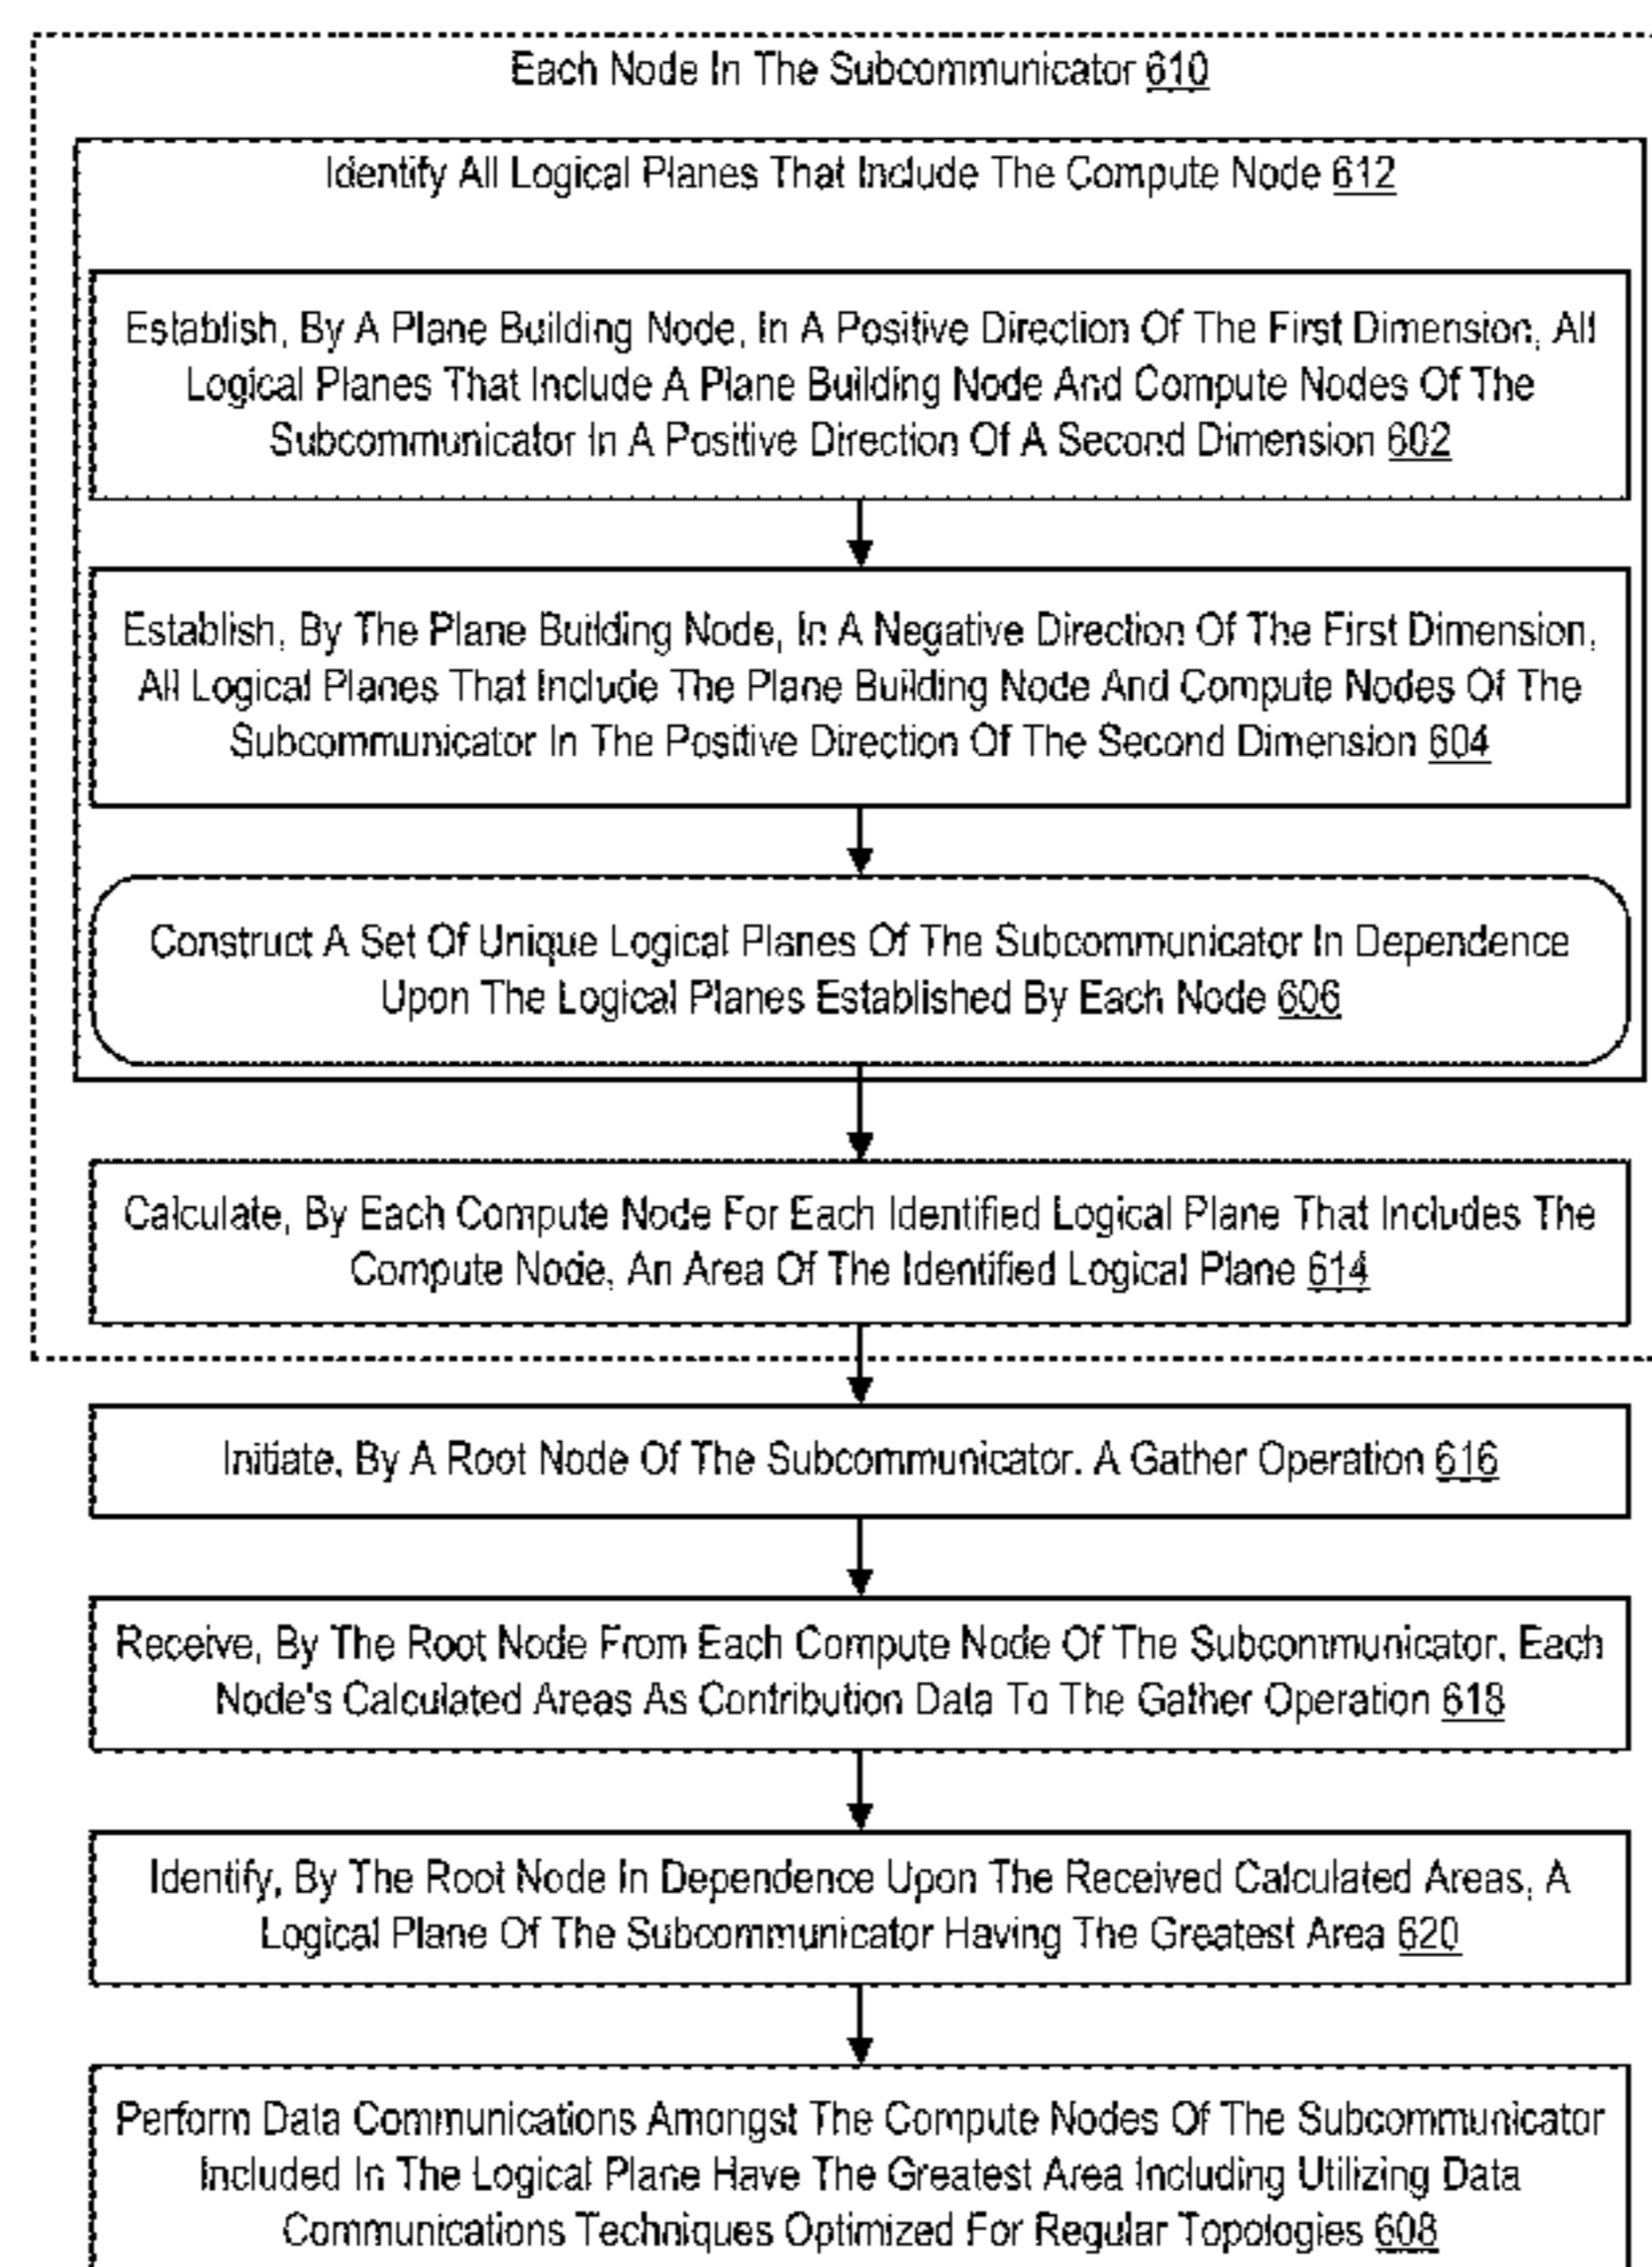 Each Node In The Subcommunicator 610
Identify All Logical Planes That Include The Compute Node 612
Establish, By A Plane Building Node, In A Positive Direction Of The First Dimension, All
Logical Planes That Include A Plane Building Node And Compute Nodes Of The
Subcommunicator In A Positive Direction Of A Second Dimension 602
Establish, By The Plane Building Node, In A Negative Direction Of The First Dimension,
All Logical Planes That Include The Plane Building Node And Compute Nodes Of The
Subcommunicator In The Positive Direction Of The Second Dimension 604
Construct A Set Of Unique Logical Planes Of The Subcommunicator In Dependence
Upon The Logical Planes Established By Each Node 606
Calculate, By Each Compute Node For Each Identified Logical Plane That Includes The
Compute Node, An Area Of The Identified Logical Plane 614
Initiate, By A Root Node Of The Subcommunicator. A Gather Operation 616
Receive, By The Root Node From Each Compute Node Of The Subcommunicator, Each
Node's Calculated Areas As Contribution Data To The Gather Operation 618
Identify, By The Root Node In Dependence Upon The Received Calculated Areas, A
Logical Plane Of The Subcommunicator Having The Greatest Area 620
Perform Data Communications Amongst The Compute Nodes Of The Subcommunicator
Included In The Logical Plane Have The Greatest Area Including Utilizing Data
Communications Techniques Optimized For Regular Topologies 608